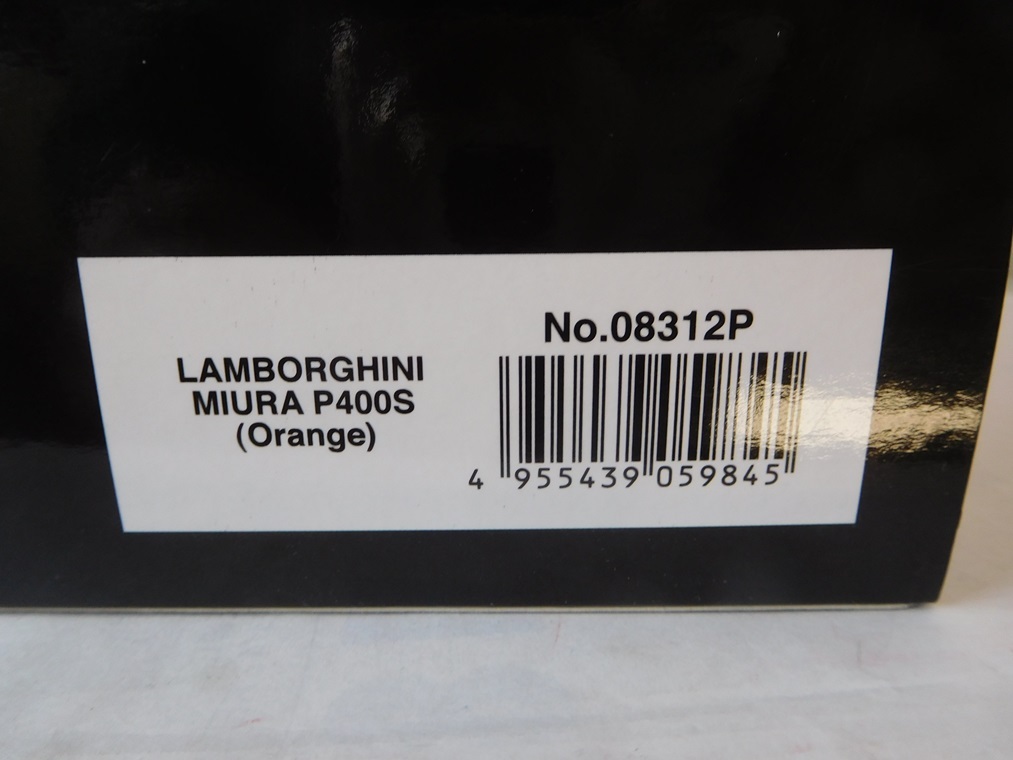 LAMBORGHINI
MIURA P400S
(Orange)
No.08312P
4 955439 059845